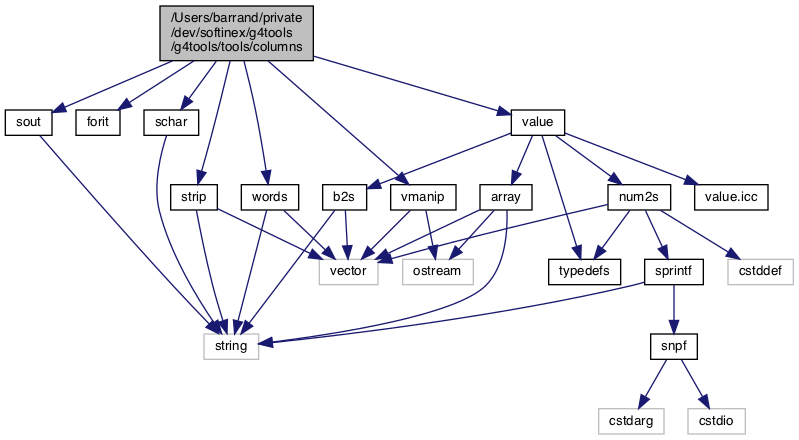 /Users/barrand/private
/dev/softinex/g4tools
/g4tools/tools/columns
sout
forit
schar
value
strip
words
b2s
vmanip
array
num2s
value.icc
vector
ostream
typedefs
sprintf
cstddef
string
snpf
cstdarg
cstdio